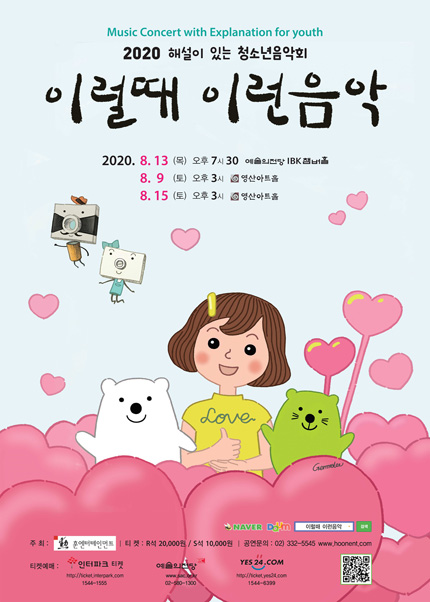 Music Concert with Explanation for youth
2020 해설이 있는 청소년음악회
이럴때 이런음악
2020. 8. 13 (목) 오후 7시 30 예술의전당 IBK챔버홀
8. 9 (토) 오후 3시 영산아트홀
8. 15 (토) 오후 3시 영산아트홀
Love
NAVER Daum 이럴때 이런음악 검색
주 최 : 훈엔터테인먼트 | 티 켓 : R석 20,000원 / S석 10,000원 | 공연문의 : 02) 332-5545 www.hoonent.com
티켓예매 : 인터파크 티켓 예술의전당 YES24.COM
http://ticket.interpark.com www.sac.or.kr http://ticket.yes24.com
1544-1555 02-580-1300 1544-6399